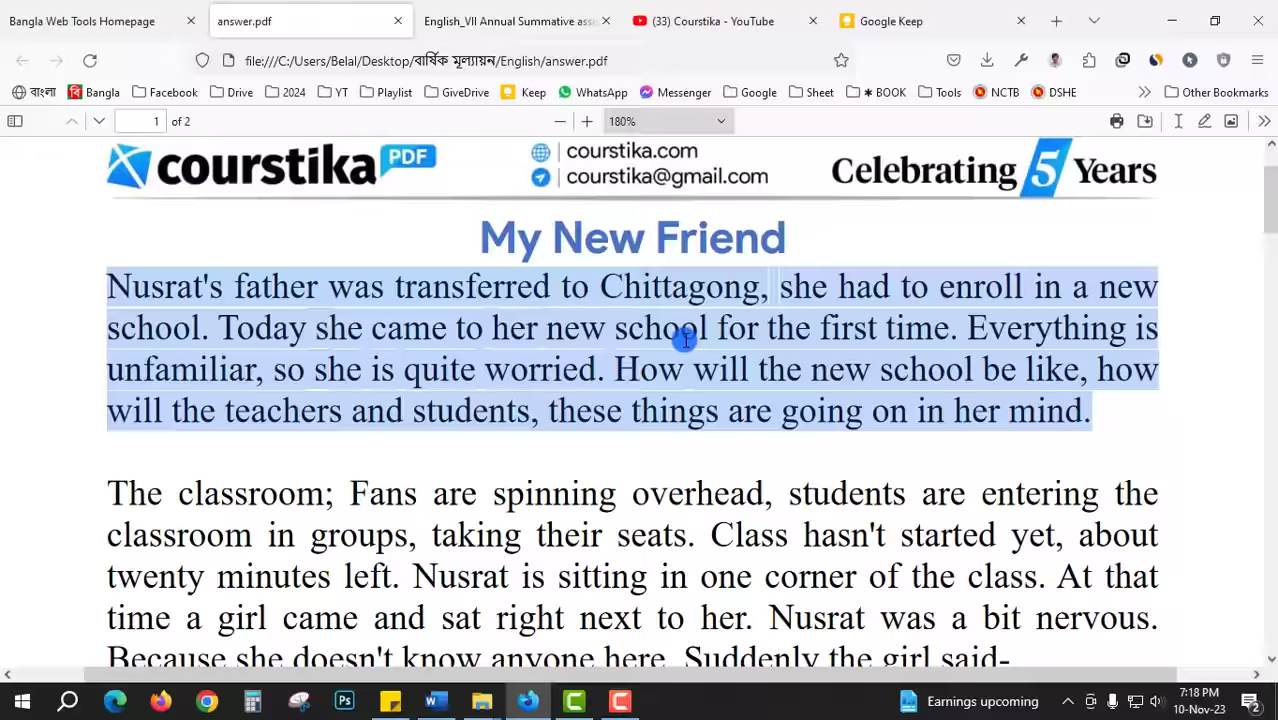 Bangla Web Tools Homepage
answer.pdf
English_VII Annual Summative asse
(33) Courstika - YouTube
Google Keep
file:///C:/Users/Belal/Desktop/বার্ষিক মূল্যায়ন/English/answer.pdf
বাংলা Bangla Facebook Drive 2024 YT Playlist GiveDrive Keep WhatsApp Messenger Google Sheet * BOOK Tools NCTB DSHE Other Bookmarks
1 of 2
180%
courstika PDF
courstika.com
courstika@gmail.com
Celebrating 5 Years
My New Friend
Nusrat's father was transferred to Chittagong, she had to enroll in a new
school. Today she came to her new school for the first time. Everything is
unfamiliar, so she is quite worried. How will the new school be like, how
will the teachers and students, these things are going on in her mind.
The classroom; Fans are spinning overhead, students are entering the
classroom in groups, taking their seats. Class hasn't started yet, about
twenty minutes left. Nusrat is sitting in one corner of the class. At that
time a girl came and sat right next to her. Nusrat was a bit nervous.
Because she doesn't know anyone here. Suddenly the girl said-
Earnings upcoming
7:18 PM
10-Nov-23
2